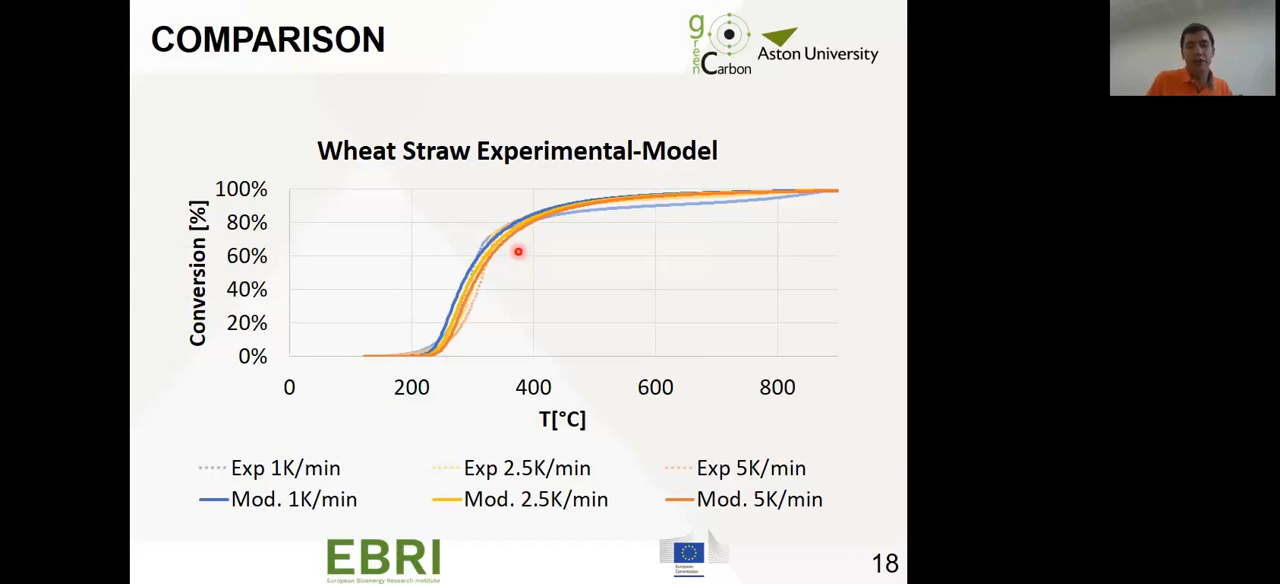 COMPARISON
green Carbon
Aston University
Wheat Straw Experimental-Model
Conversion [%]
100%
80%
60%
40%
20%
0%
0 200 400 600 800
T[°C]
Exp 1K/min Exp 2.5K/min Exp 5K/min
Mod. 1K/min Mod. 2.5K/min Mod. 5K/min
EBRI
European Bioenergy Research Institute
European
Commission
18